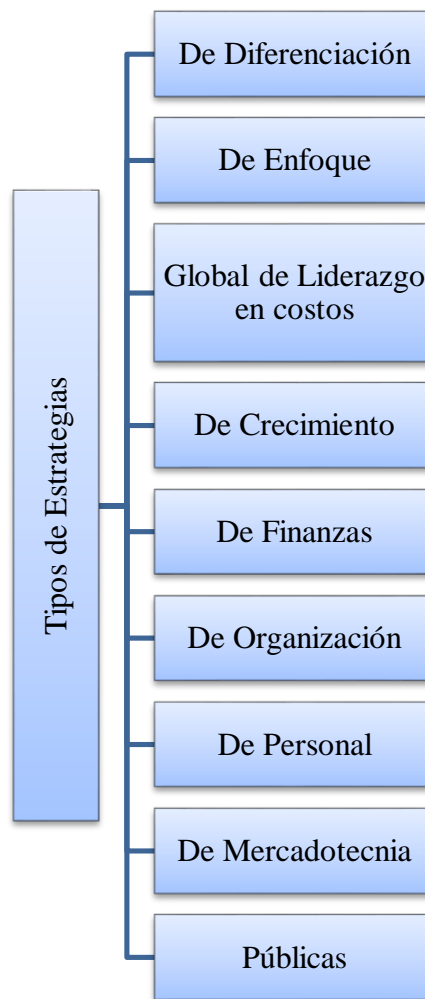 Tipos de Estrategias
De Diferenciación
De Enfoque
Global de Liderazgo
en costos
De Crecimiento
De Finanzas
De Organización
De Personal
De Mercadotecnia
Públicas